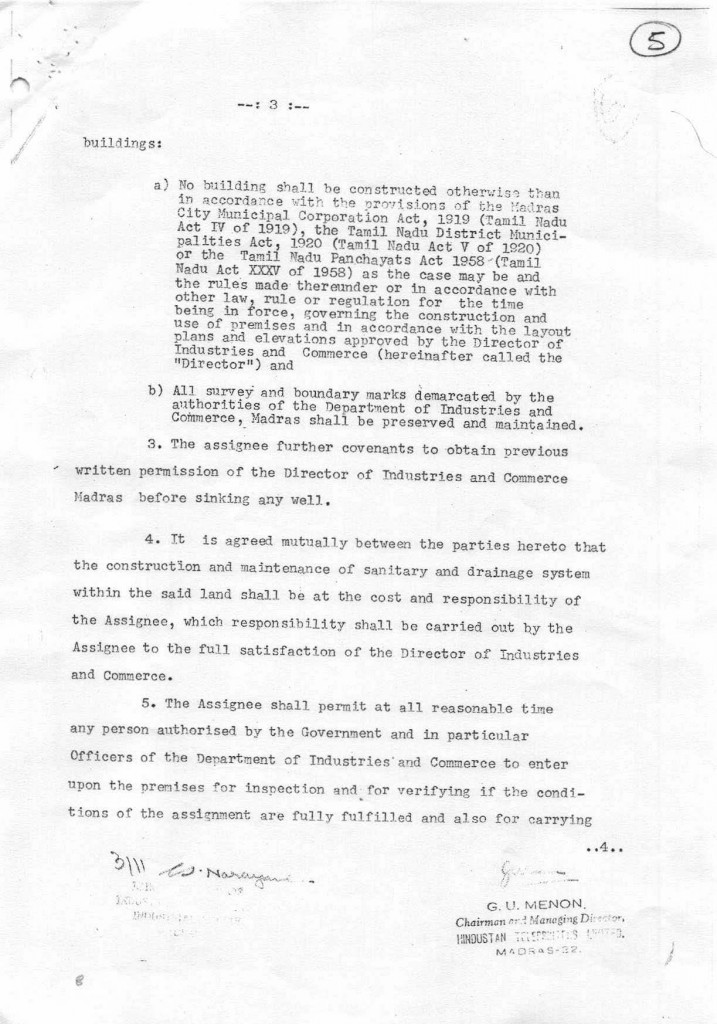 5
--: 3 :--
buildings:
a) No building shall be constructed otherwise than
in accordance with the provisions of the Madras
City Municipal Corporation Act, 1919 (Tamil Nadu
Act IV of 1919), the Tamil Nadu District Munici-
palities Act, 1920 (Tamil Nadu Act V of 1920)
or the Tamil Nadu Panchayats Act 1958 (Tamil
Nadu Act XXXV of 1958) as the case may be and
the rules made thereunder or in accordance with
other law, rule or regulation for the time
being in force, governing the construction and
use of premises and in accordance with the layout
plans and elevations approved by the Director of
Industries and Commerce (hereinafter called the
"Director") and
b) All survey and boundary marks demarcated by the
authorities of the Department of Industries and
Commerce, Madras shall be preserved and maintained.
3. The assignee further covenants to obtain previous
written permission of the Director of Industries and Commerce
Madras before sinking any well.
4. It is agreed mutually between the parties hereto that
the construction and maintenance of sanitary and drainage system
within the said land shall be at the cost and responsibility of
the Assignee, which responsibility shall be carried out by the
Assignee to the full satisfaction of the Director of Industries
and Commerce.
5. The Assignee shall permit at all reasonable time
any person authorised by the Government and in particular
Officers of the Department of Industries and Commerce to enter
upon the premises for inspection and for verifying if the condi-
tions of the assignment are fully fulfilled and also for carrying
..4..
3/11
G. U. MENON,
Chairman and Managing Director,
HINDUSTAN TELEPRINTERS LIMITED,
MADRAS-32.
8